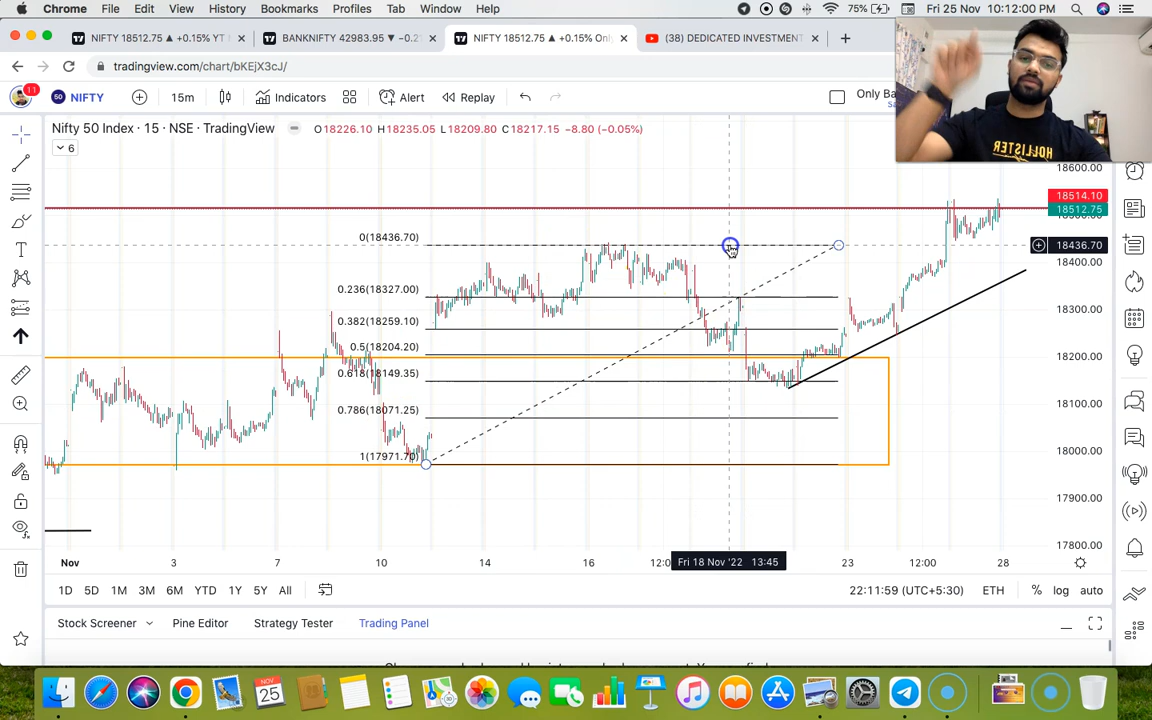 Chrome File Edit View History Bookmarks Profiles Tab Window Help 75% Fri 25 Nov 10:12:00 PM
NIFTY 18512.75 ▲ +0.15% YT
BANKNIFTY 42983.95 ▼ −0.2
NIFTY 18512.75 ▲ +0.15% Onl
(38) DEDICATED INVESTMENT
tradingview.com/chart/bKEjX3cJ/
11 50 NIFTY 15m Indicators Alert Replay Only Ba
Nifty 50 Index · 15 · NSE · TradingView O18226.10 H18235.05 L18209.80 C18217.15 −8.80 (−0.05%)
6
HOLLISTER
18600.00
18514.10
18512.75
18436.70
18400.00
18300.00
18200.00
18100.00
18000.00
17900.00
17800.00
0(18436.70)
0.236(18327.00)
0.382(18259.10)
0.5(18204.20)
0.618(18149.35)
0.786(18071.25)
1(17971.70)
Nov 3 7 10 14 16 12:0 Fri 18 Nov '22 13:45 23 12:00 28
1D 5D 1M 3M 6M YTD 1Y 5Y All 22:11:59 (UTC+5:30) ETH % log auto
Stock Screener Pine Editor Strategy Tester Trading Panel
NOV
25